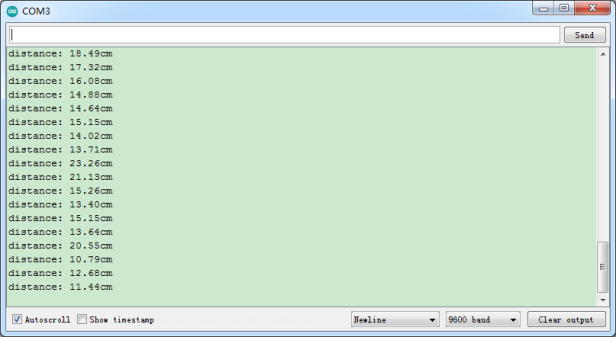 COM3
Send
distance: 18.49cm
distance: 17.32cm
distance: 16.08cm
distance: 14.88cm
distance: 14.64cm
distance: 15.15cm
distance: 14.02cm
distance: 13.71cm
distance: 23.26cm
distance: 21.13cm
distance: 15.26cm
distance: 13.40cm
distance: 15.15cm
distance: 13.64cm
distance: 20.55cm
distance: 10.79cm
distance: 12.68cm
distance: 11.44cm
Autoscroll Show timestamp Newline 9600 baud Clear output